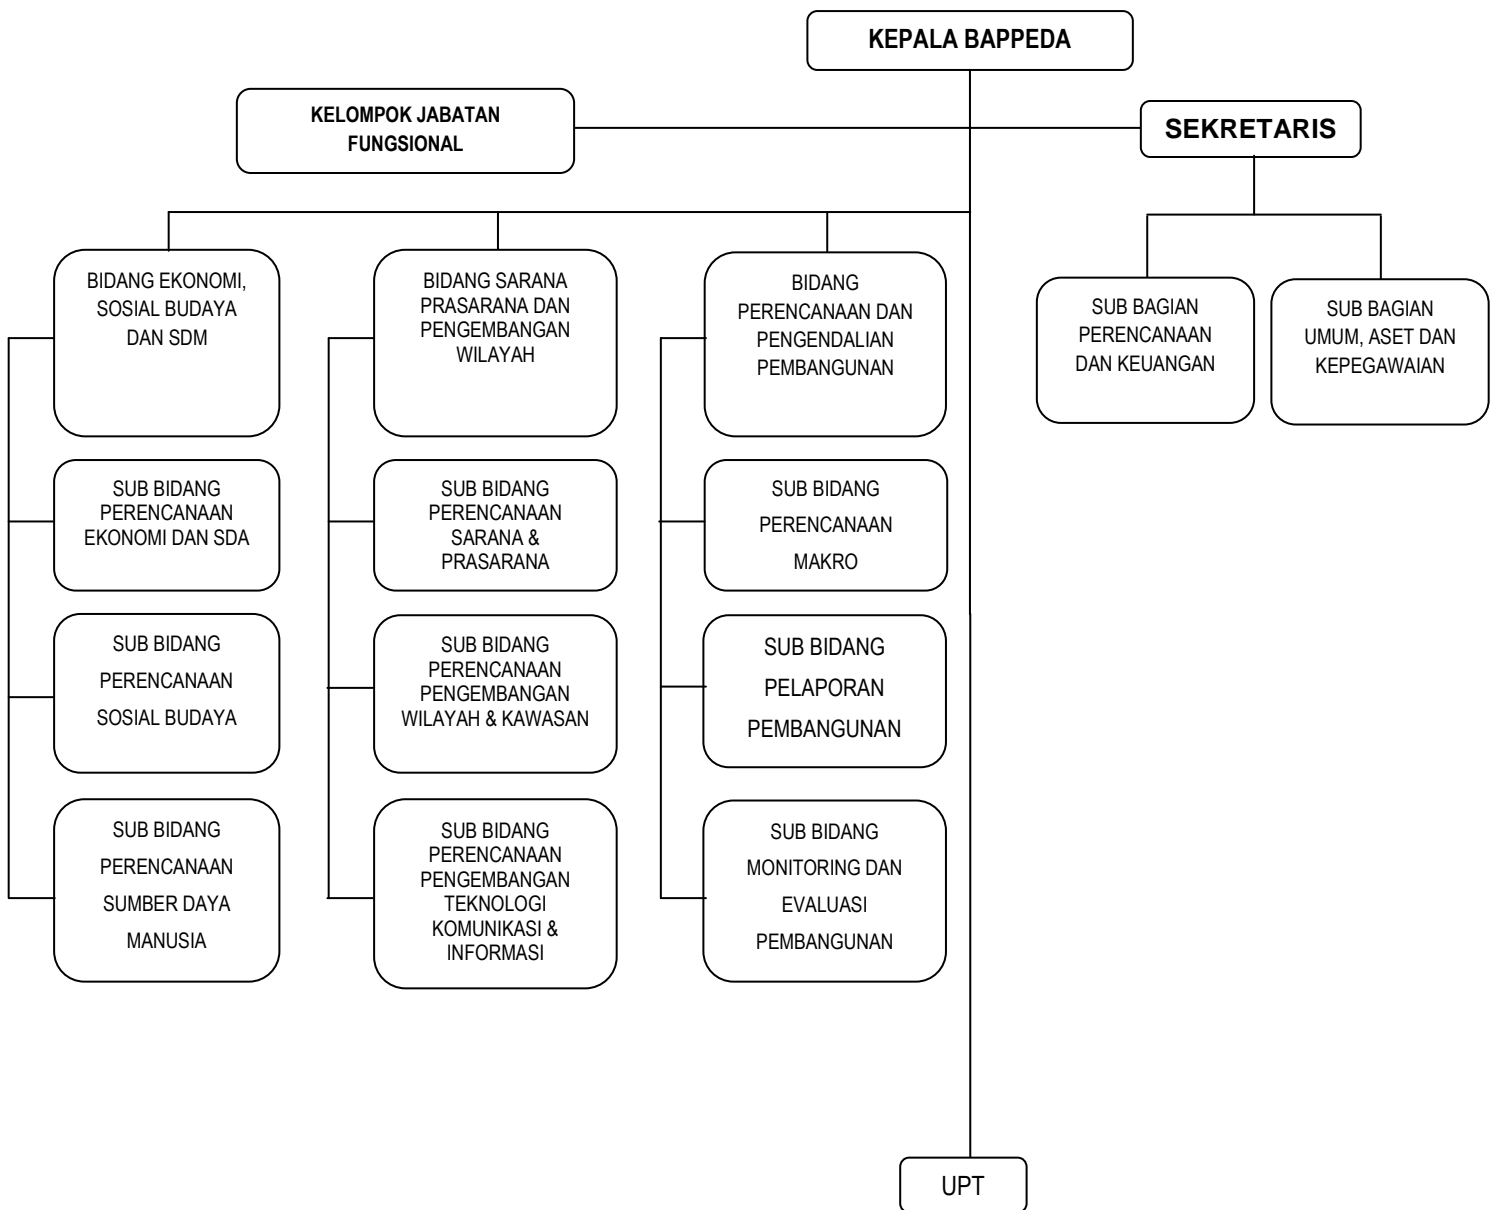 KEPALA BAPPEDA
KELOMPOK JABATAN
FUNGSIONAL
SEKRETARIS
BIDANG EKONOMI,
SOSIAL BUDAYA
DAN SDM
BIDANG SARANA
PRASARANA DAN
PENGEMBANGAN
WILAYAH
BIDANG
PERENCANAAN DAN
PENGENDALIAN
PEMBANGUNAN
SUB BAGIAN
PERENCANAAN
DAN KEUANGAN
SUB BAGIAN
UMUM, ASET DAN
KEPEGAWAIAN
SUB BIDANG
PERENCANAAN
EKONOMI DAN SDA
SUB BIDANG
PERENCANAAN
SARANA &
PRASARANA
SUB BIDANG
PERENCANAAN
MAKRO
SUB BIDANG
PERENCANAAN
SOSIAL BUDAYA
SUB BIDANG
PERENCANAAN
PENGEMBANGAN
WILAYAH & KAWASAN
SUB BIDANG
PELAPORAN
PEMBANGUNAN
SUB BIDANG
PERENCANAAN
SUMBER DAYA
MANUSIA
SUB BIDANG
PERENCANAAN
PENGEMBANGAN
TEKNOLOGI
KOMUNIKASI &
INFORMASI
SUB BIDANG
MONITORING DAN
EVALUASI
PEMBANGUNAN
UPT